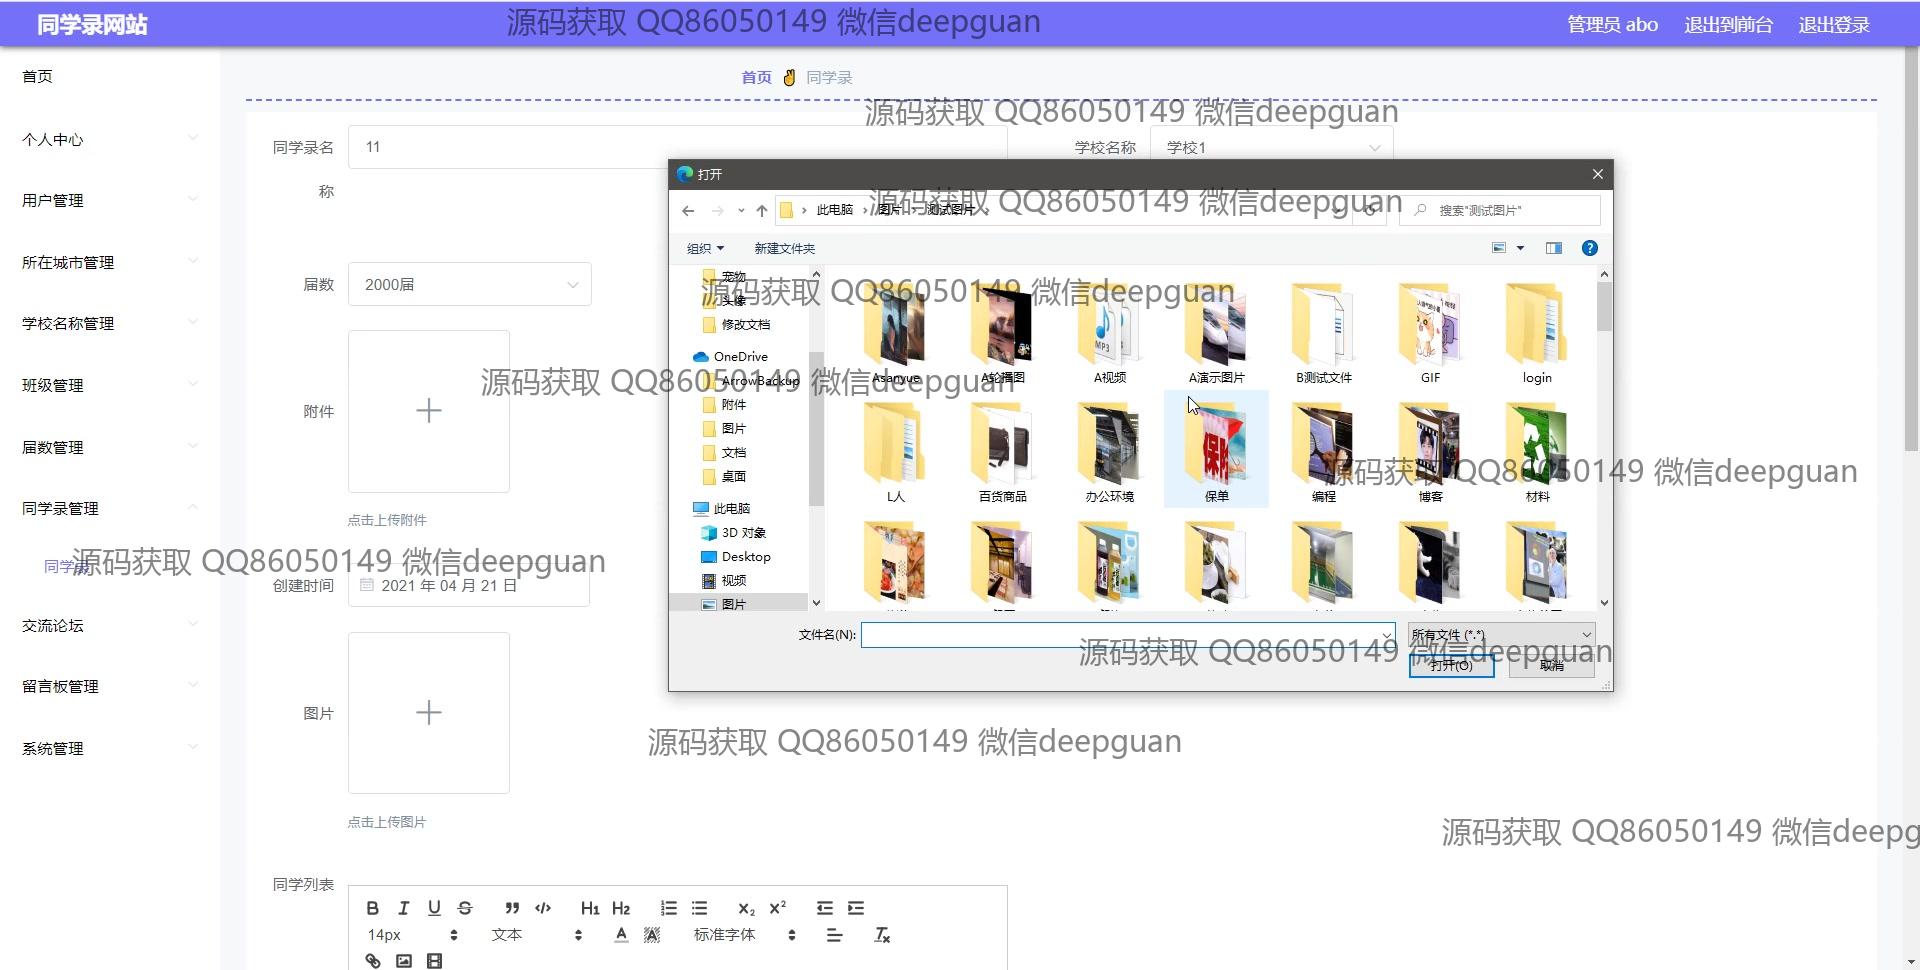 同学录网站
源码获取 QQ86050149 微信deepguan
管理员 abo
退出到前台
退出登录
首页
个人中心
用户管理
所在城市管理
学校名称管理
班级管理
届数管理
同学录管理
同学录
交流论坛
留言板管理
系统管理
首页 ✌ 同学录
源码获取 QQ86050149 微信deepguan
同学录名称
11
学校名称
学校1
打开
此电脑 › 图片 › 测试图片 ›
搜索"测试图片"
源码获取 QQ86050149 微信deepguan
组织
新建文件夹
届数
2000届
宠物
头像
修改文档
OneDrive
ArrowBackup
附件
图片
文档
桌面
此电脑
3D 对象
Desktop
视频
图片
源码获取 QQ86050149 微信deepguan
MP3
Asanyue
A轮播图
A视频
A演示图片
B测试文件
GIF
login
源码获取 QQ86050149 微信deepguan
保险
L人
百货商品
办公环境
保单
编程
博客
材料
源码获取 QQ86050149 微信deepguan
文件名(N):
所有文件 (*.*)
源码获取 QQ86050149 微信deepguan
打开(O)
取消
附件
点击上传附件
源码获取 QQ86050149 微信deepguan
创建时间
2021 年 04 月 21 日
图片
点击上传图片
源码获取 QQ86050149 微信deepguan
源码获取 QQ86050149 微信deepg
同学列表
B I U S ” </> H1 H2 X2 X2
14px
文本
A A
标准字体
Tx